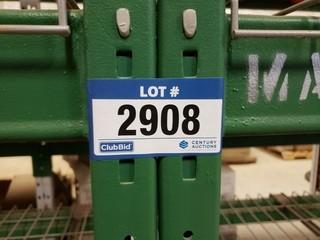 LOT #
2908
ClubBid
CENTURY
AUCTIONS